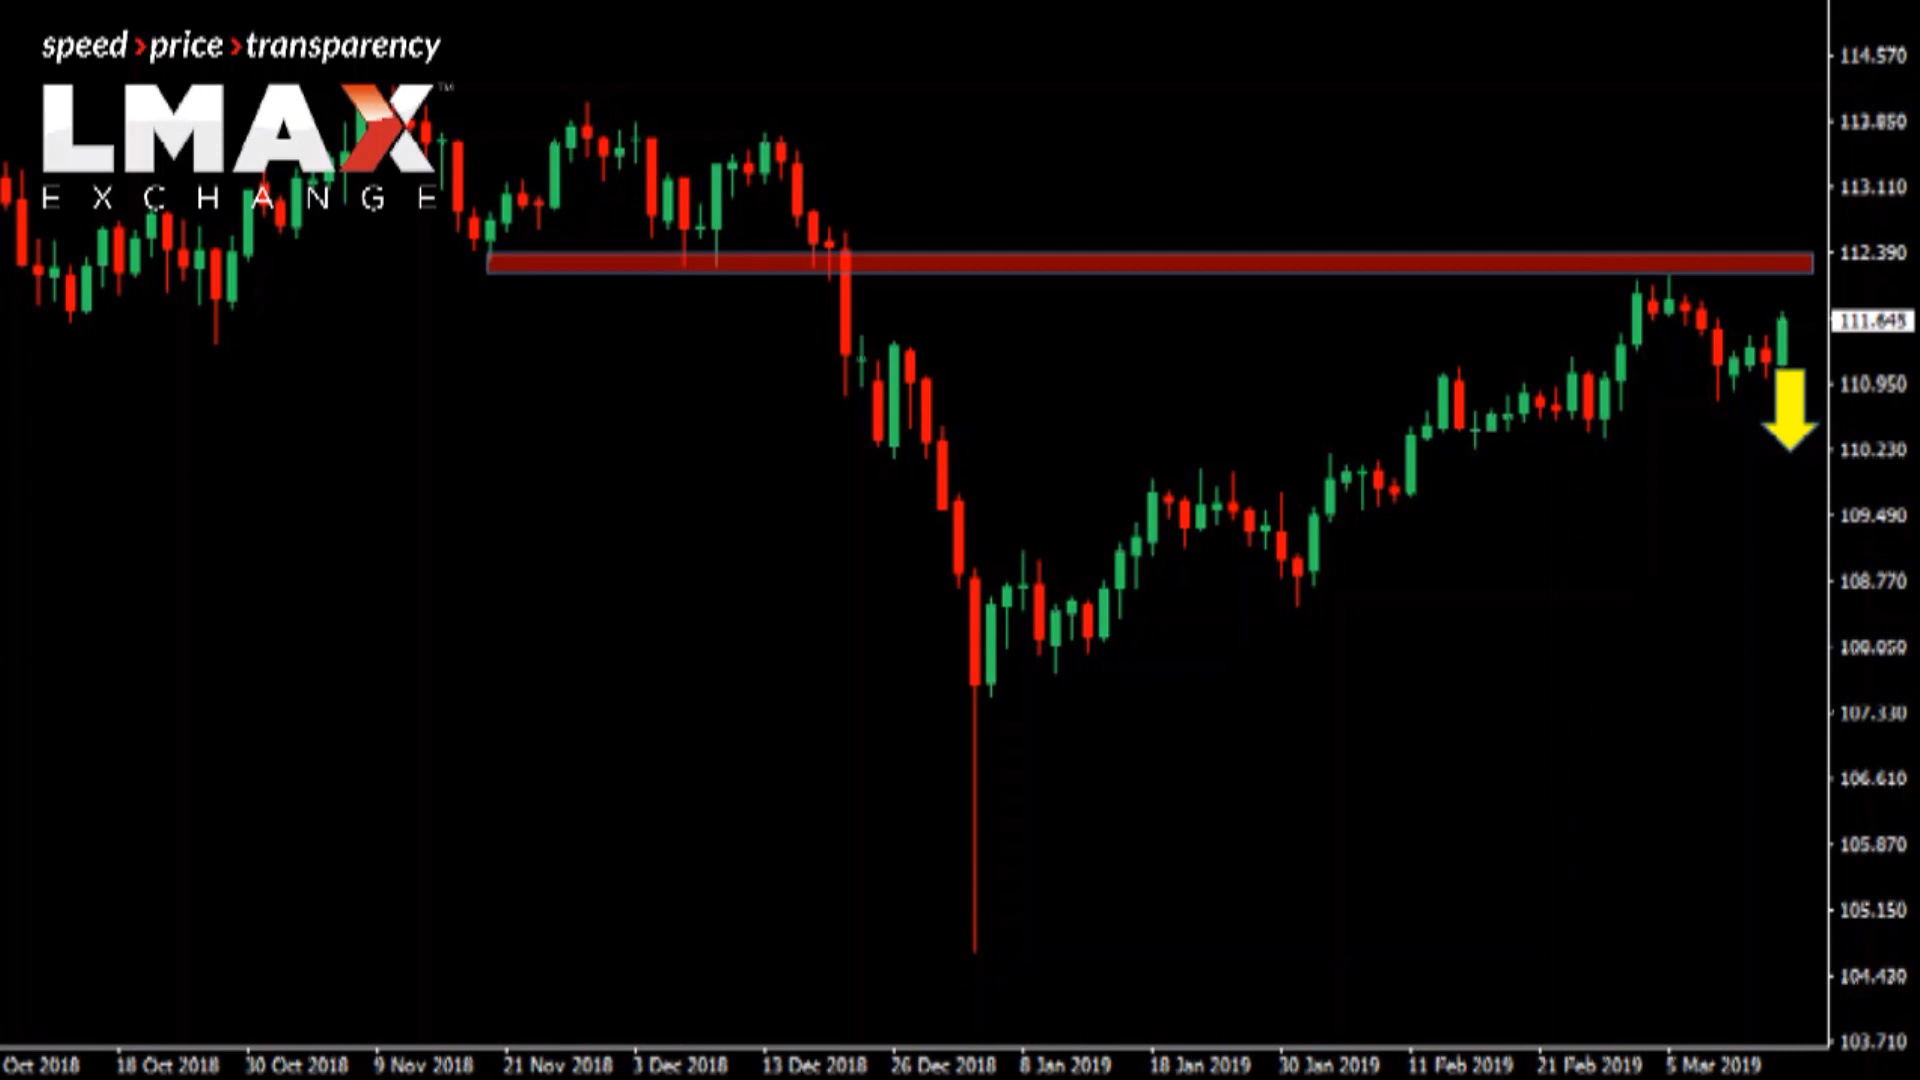 speed›price›transparency
LMAX™
EXCHANGE
114.570
113.850
113.110
112.390
111.645
110.950
110.230
109.490
108.770
108.050
107.330
106.610
105.870
105.150
104.430
103.710
Oct 2018
18 Oct 2018
30 Oct 2018
9 Nov 2018
21 Nov 2018
3 Dec 2018
13 Dec 2018
26 Dec 2018
8 Jan 2019
18 Jan 2019
30 Jan 2019
11 Feb 2019
21 Feb 2019
5 Mar 2019